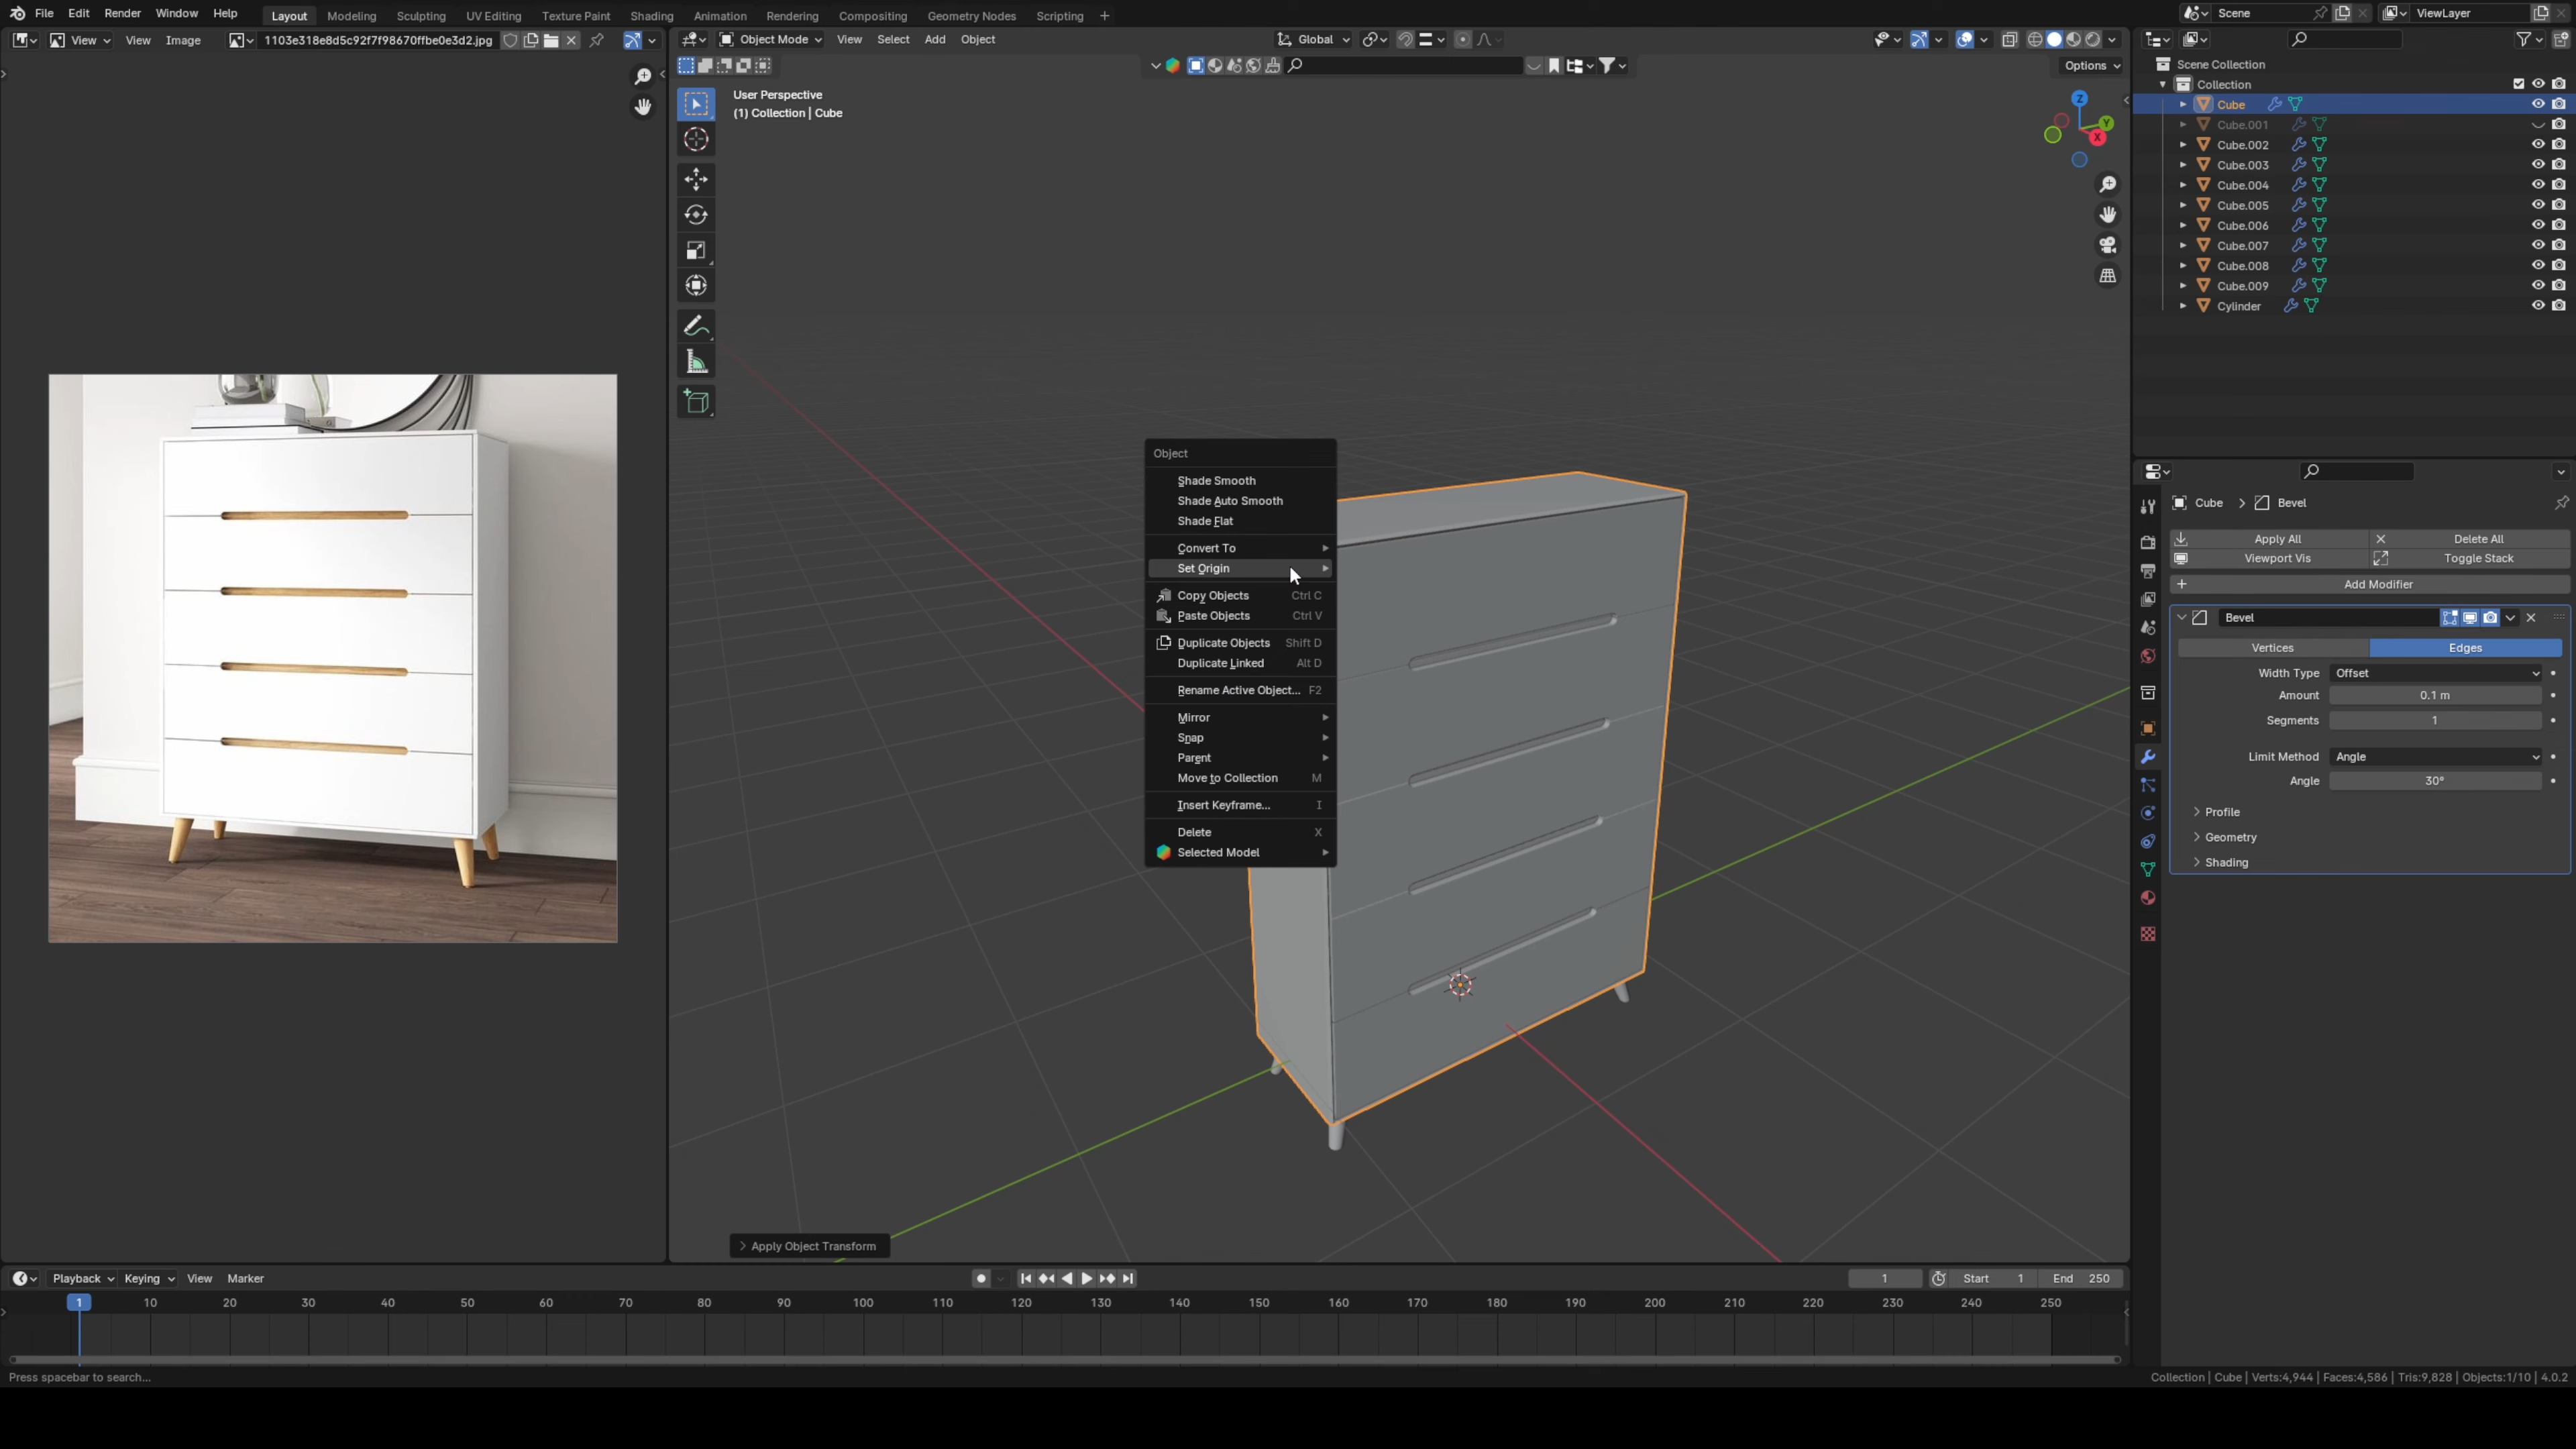 File Edit Render Window Help
Layout Modeling Sculpting UV Editing Texture Paint Shading Animation Rendering Compositing Geometry Nodes Scripting +
Scene
ViewLayer
View View Image 1103e318e8d5c92f7f98670ffbe0e3d2.jpg
Object Mode View Select Add Object
Global
Options
User Perspective
(1) Collection | Cube
Z
Y
X
Object
Shade Smooth
Shade Auto Smooth
Shade Flat
Convert To
Set Origin
Copy Objects Ctrl C
Paste Objects Ctrl V
Duplicate Objects Shift D
Duplicate Linked Alt D
Rename Active Object... F2
Mirror
Snap
Parent
Move to Collection M
Insert Keyframe... I
Delete X
Selected Model
Apply Object Transform
Scene Collection
Collection
Cube
Cube.001
Cube.002
Cube.003
Cube.004
Cube.005
Cube.006
Cube.007
Cube.008
Cube.009
Cylinder
Cube > Bevel
Apply All Delete All
Viewport Vis Toggle Stack
Add Modifier
Bevel
Vertices Edges
Width Type Offset
Amount 0.1 m
Segments 1
Limit Method Angle
Angle 30°
Profile
Geometry
Shading
Playback Keying View Marker
1 Start 1 End 250
1 10 20 30 40 50 60 70 80 90 100 110 120 130 140 150 160 170 180 190 200 210 220 230 240 250
Press spacebar to search...
Collection | Cube | Verts:4,944 | Faces:4,586 | Tris:9,828 | Objects:1/10 | 4.0.2